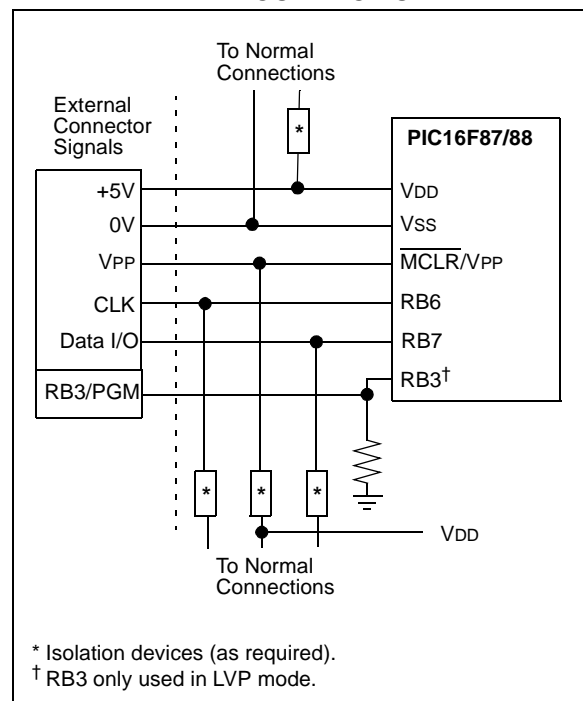 To Normal
Connections
External
Connector
Signals
*
PIC16F87/88
+5V
VDD
0V
VSS
VPP
MCLR/VPP
CLK
RB6
Data I/O
RB7
RB3/PGM
RB3†
* * *
VDD
To Normal
Connections
* Isolation devices (as required).
† RB3 only used in LVP mode.